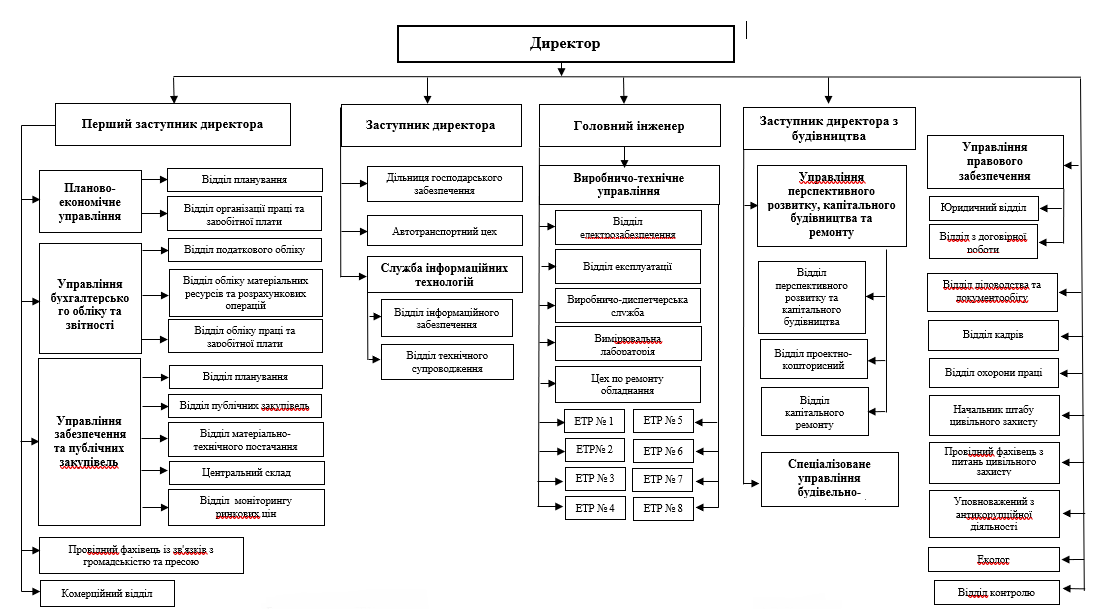 Директор
Перший заступник директора
Планово-
економічне
управління
Відділ планування
Відділ організації праці та
заробітної плати
Управління
бухгалтерсько
го обліку та
звітності
Відділ податкового обліку
Відділ обліку матеріальних
ресурсів та розрахункових
операцій
Відділ обліку праці та
заробітної плати
Управління
забезпечення
та публічних
закупівель
Відділ планування
Відділ публічних закупівель
Відділ матеріально-
технічного постачання
Центральний склад
Відділ моніторингу
ринкових цін
Провідний фахівець із зв'язків з
громадськістю та пресою
Комерційний відділ
Заступник директора
Дільниця господарського
забезпечення
Автотранспортний цех
Служба інформаційних
технологій
Відділ інформаційного
забезпечення
Відділ технічного
супроводження
Головний інженер
Виробничо-технічне
управління
Відділ
електрозабезпечення
Відділ експлуатації
Виробничо-диспетчерська
служба
Вимірювальна
лабораторія
Цех по ремонту
обладнання
ЕТР № 1
ЕТР № 5
ЕТР№ 2
ЕТР № 6
ЕТР № 3
ЕТР № 7
ЕТР № 4
ЕТР № 8
Заступник директора з
будівництва
Управління
перспективного
розвитку, капітального
будівництва та
ремонту
Відділ
перспективного
розвитку та
капітального
будівництва
Відділ проектно-
кошторисний
Відділ
капітального
ремонту
Спеціалізоване
управління
будівельно-
Управління
правового
забезпечення
Юридичний відділ
Відділ з договірної
роботи
Відділ діловодства та
документообігу
Відділ кадрів
Відділ охорони праці
Начальник штабу
цивільного захисту
Провідний фахівець з
питань цивільного
захисту
Уповноважений з
антикорупційної
діяльності
Еколог
Відділ контролю